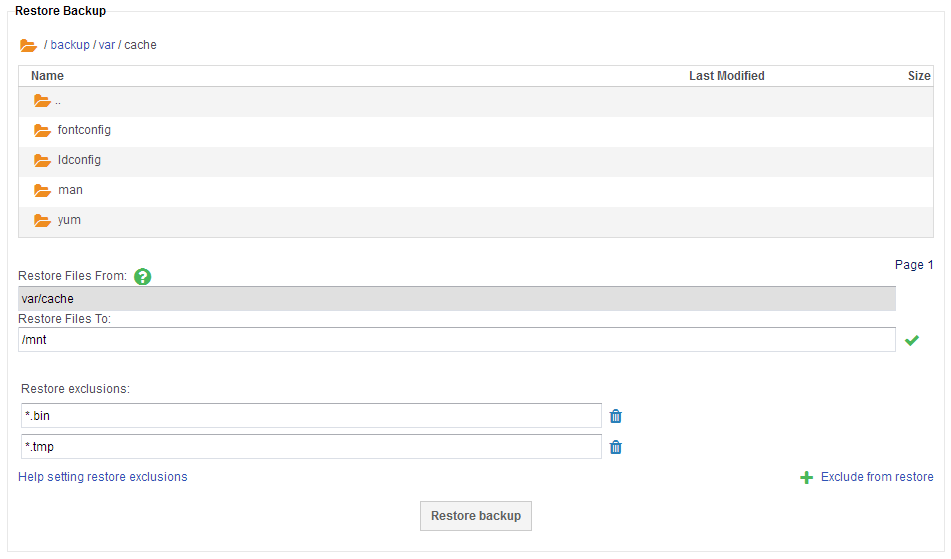 Restore Backup
/ backup / var / cache
Name Last Modified Size
..
fontconfig
ldconfig
man
yum
Page 1
Restore Files From: ?
var/cache
Restore Files To:
/mnt
Restore exclusions:
*.bin
*.tmp
Help setting restore exclusions Exclude from restore
Restore backup